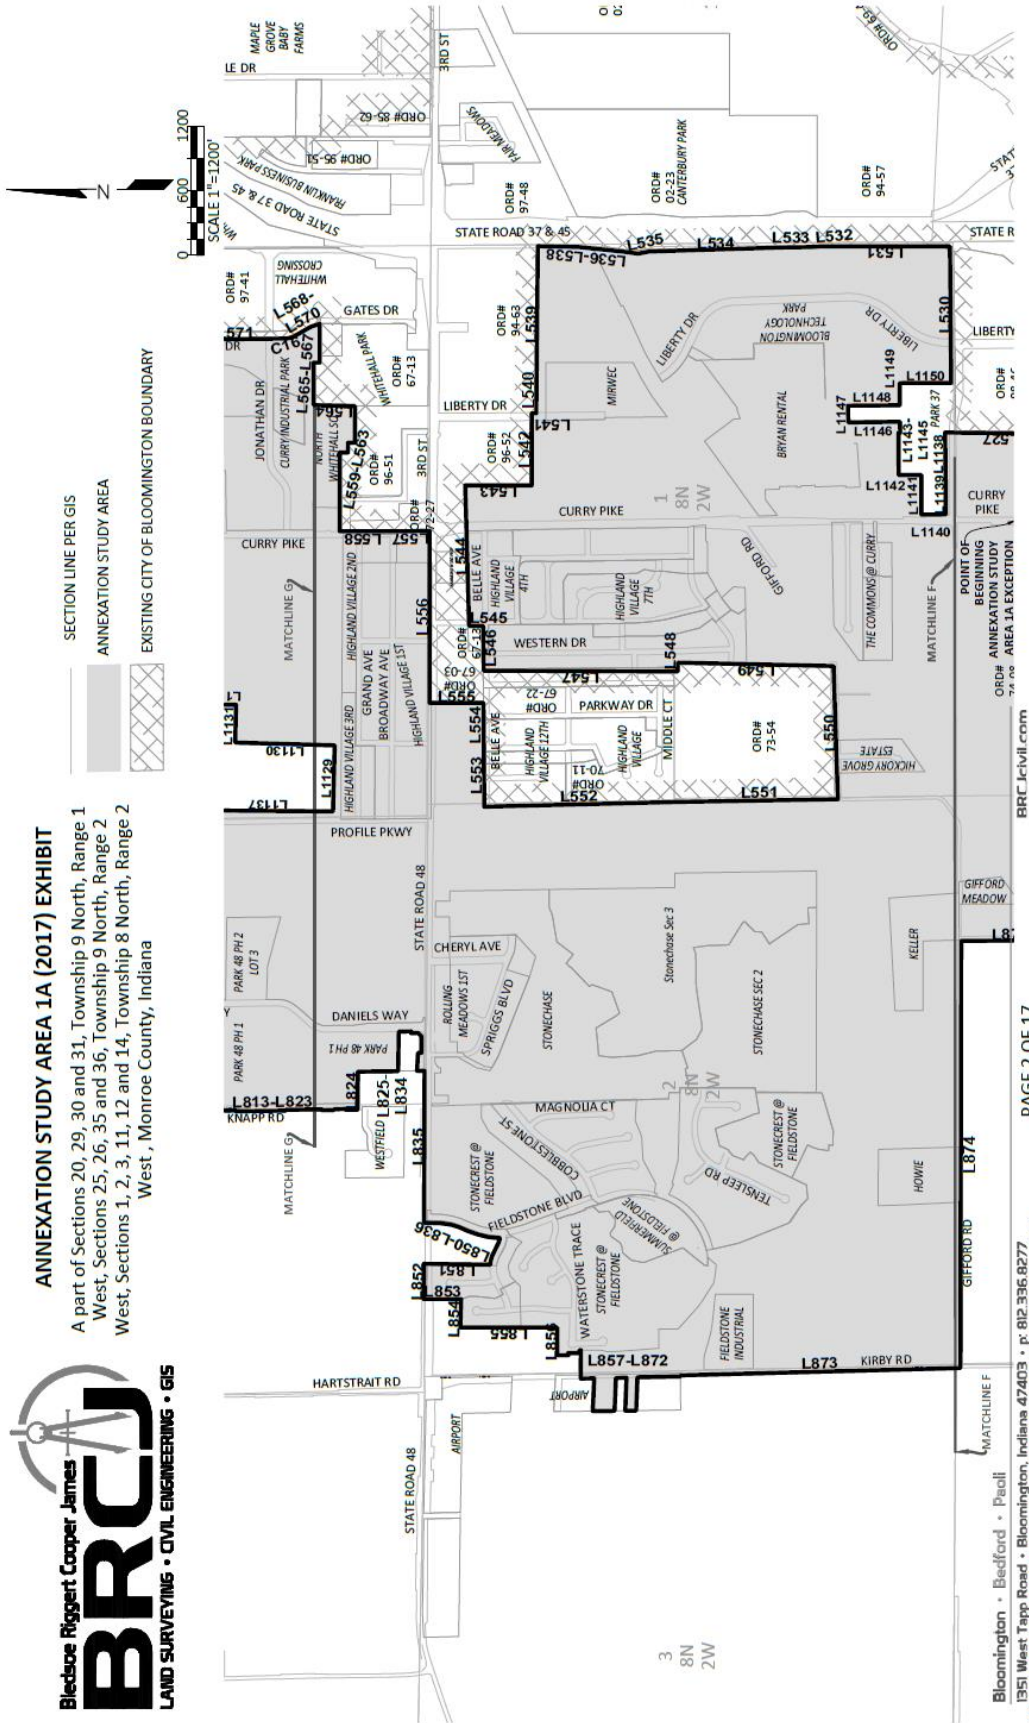 Bledsoe Riggert Cooper James
BRCJ
LAND SURVEYING • CIVIL ENGINEERING • GIS
ANNEXATION STUDY AREA 1A (2017) EXHIBIT
A part of Sections 20, 29, 30 and 31, Township 9 North, Range 1
West, Sections 25, 26, 35 and 36, Township 9 North, Range 2
West, Sections 1, 2, 3, 11, 12 and 14, Township 8 North, Range 2
West , Monroe County, Indiana
SECTION LINE PER GIS
ANNEXATION STUDY AREA
EXISTING CITY OF BLOOMINGTON BOUNDARY
N
0 600 1200
SCALE 1"=1200'
MATCHLINE G
HARTSTRAIT RD
KNAPP RD
L813-L823
PARK 48 PH 1
PARK 48 PH 2
LOT 3
DANIELS WAY
PARK 48 PH1
L824
WESTFIELD
L825-
L834
PROFILE PKWY
L1137
L1129
L1130
L1131
MATCHLINE G
CURRY PIKE
JONATHAN DR
CURRY INDUSTRIAL PARK
NORTH
L564
L565-L567
L568-
L570
571
DR
ORD#
97-41
WHITEHALL
CROSSING
GATES DR
STATE ROAD 37 & 45
FRANKLIN BUSINESS PARK
ORD# 95-51
ORD# 85-62
MAPLE
GROVE
BABY
FARMS
LE DR
3RD ST
HIGHLAND VILLAGE 3RD
HIGHLAND VILLAGE 2ND
GRAND AVE
BROADWAY AVE
HIGHLAND VILLAGE 1ST
L558
L557
L559-L563
ORD#
96-51
WHITEHALL PARK
ORD#
67-13
3RD ST
ORD#
72-27
L556
L555
ORD#
67-03
ORD#
67-13
STATE ROAD 48
STATE ROAD 48
AIRPORT
L852
L853
L854
L855
L851
L850-L836
L835
STONECREST @
FIELDSTONE
FIELDSTONE BLVD
COBBLESTONE ST
MAGNOLIA CT
CHERYL AVE
ROLLING
MEADOWS 1ST
SPRIGGS BLVD
STONECHASE
L553
L554
BELLE AVE
HIGHLAND
VILLAGE 12TH
ORD#
67-22
ORD#
70-11
PARKWAY DR
HIGHLAND
VILLAGE
MIDDLE CT
L552
L547
L546
L545
L544
L543
BELLE AVE
HIGHLAND
VILLAGE
4TH
WESTERN DR
HIGHLAND
VILLAGE
7TH
L548
L549
CURRY PIKE
GIFFORD RD
ORD#
96-52
L542
L541
L540
L539
LIBERTY DR
ORD#
94-63
STATE ROAD 37 & 45
ORD#
97-48
FAIR MEADOWS
L536-L538
L535
L534
L533
L532
L531
L530
ORD#
02-23
CANTERBURY PARK
ORD#
94-57
ORD# 69-
MIRWEC
LIBERTY DR
BLOOMINGTON
TECHNOLOGY
PARK
LIBERTY DR
BRYAN RENTAL
1
8N
2W
AIRPORT
WATERSTONE TRACE
STONECREST @
FIELDSTONE
SUMMERFIELD
@ FIELDSTONE
L857-L872
FIELDSTONE
INDUSTRIAL
L873
KIRBY RD
TENSLEEP RD
STONECREST @
FIELDSTONE
2
8N
2W
Stonechase Sec 3
STONECHASE SEC 2
HOWIE
KELLER
ORD#
73-54
L551
L550
HICKORY GROVE
ESTATE
THE COMMONS @ CURRY
L1147
L1148
L1149
L1150
L1146
L1143-
L1145
L1142
L1141
L1139
L1138
L1140
PARK 37
MATCHLINE F
3
8N
2W
MATCHLINE F
GIFFORD RD
L874
GIFFORD
MEADOW
POINT OF
BEGINNING
ANNEXATION STUDY
AREA 1A EXCEPTION
CURRY
PIKE
527
STATE R
LIBERTY
ORD#
Bloomington • Bedford • Paoli
1351 West Tapp Road • Bloomington, Indiana 47403 • p: 812.336.8277
PAGE 2 OF 17
BRCJcivil.com